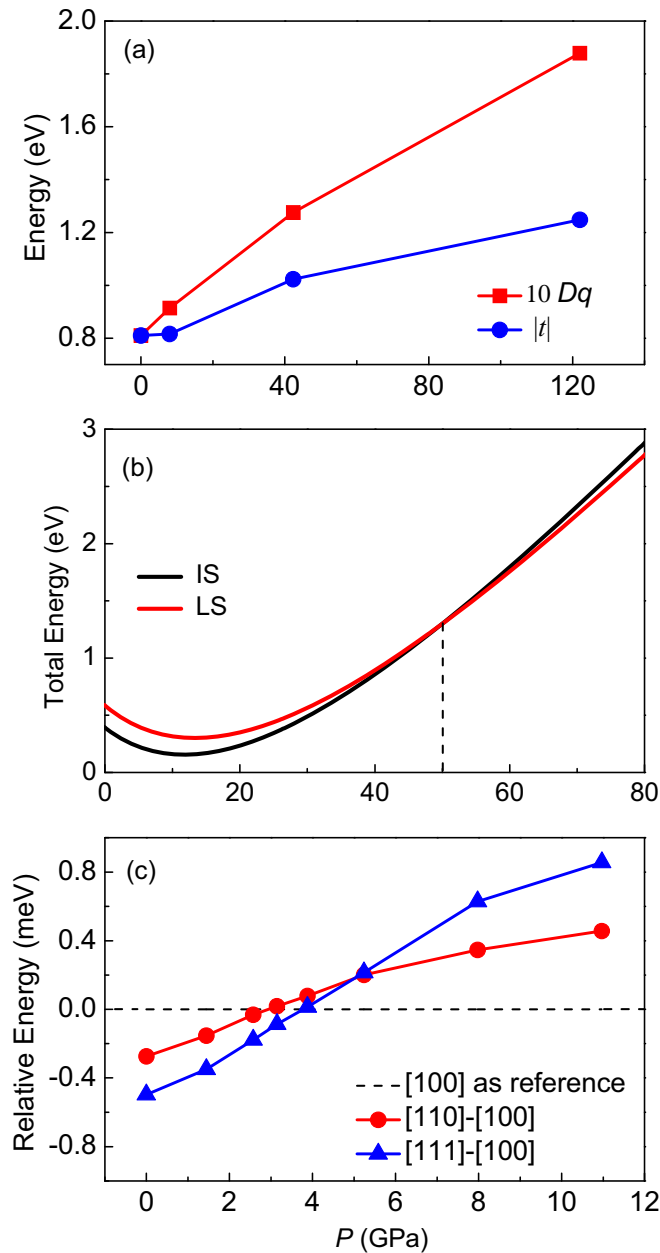 (a)
Energy (eV)
2.0
1.6
1.2
0.8
10 Dq
|t|
0
40
80
120
(b)
Total Energy (eV)
3
2
1
0
IS
LS
0
20
40
60
80
(c)
Relative Energy (meV)
0.8
0.4
0.0
-0.4
-0.8
[100] as reference
[110]-[100]
[111]-[100]
0
2
4
6
8
10
12
P (GPa)